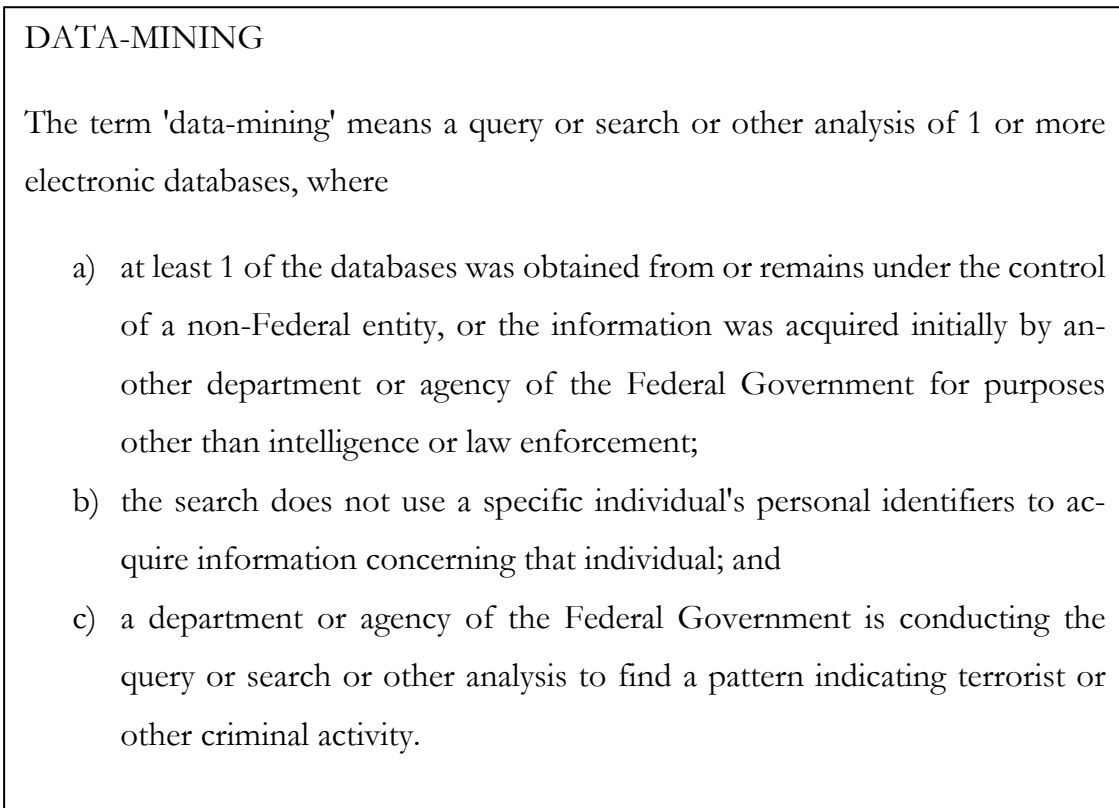 DATA-MINING
The term 'data-mining' means a query or search or other analysis of 1 or more
electronic databases, where
a) at least 1 of the databases was obtained from or remains under the control
of a non-Federal entity, or the information was acquired initially by an-
other department or agency of the Federal Government for purposes
other than intelligence or law enforcement;
b) the search does not use a specific individual's personal identifiers to ac-
quire information concerning that individual; and
c) a department or agency of the Federal Government is conducting the
query or search or other analysis to find a pattern indicating terrorist or
other criminal activity.